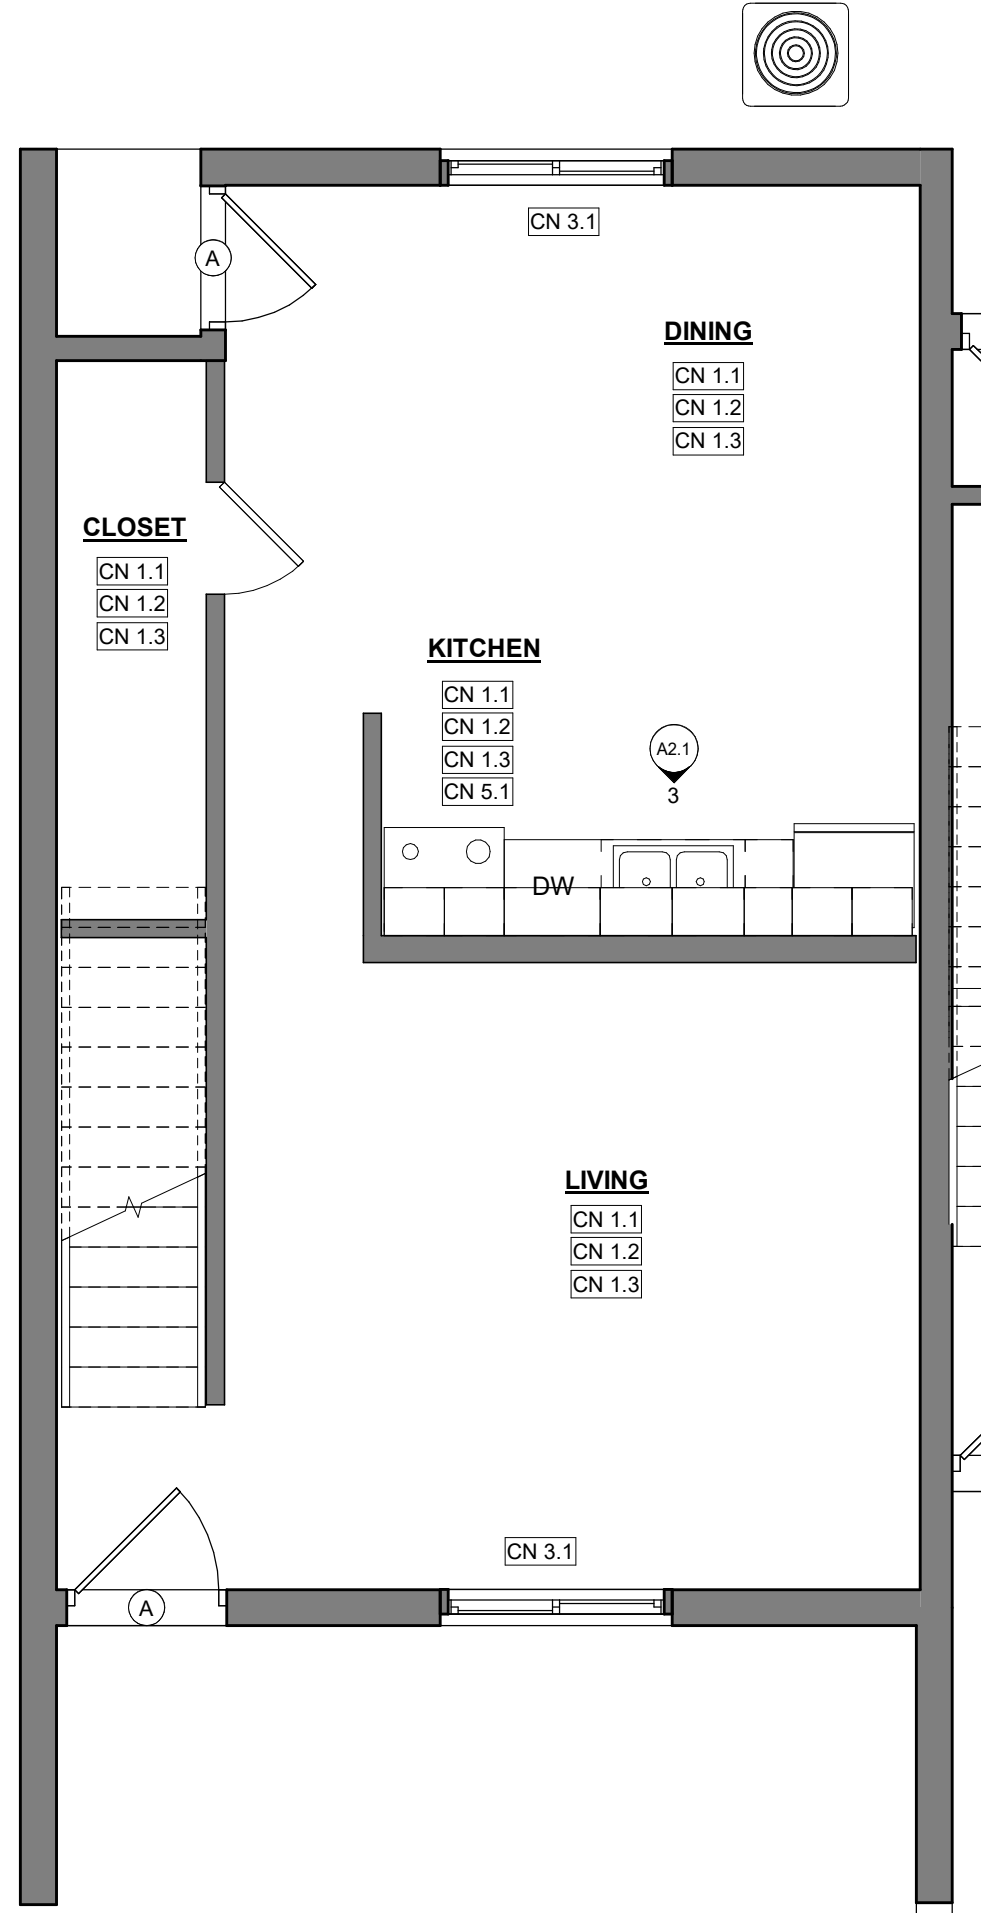 CN 3.1
A
DINING
CN 1.1
CN 1.2
CN 1.3
CLOSET
CN 1.1
CN 1.2
CN 1.3
KITCHEN
CN 1.1
CN 1.2
CN 1.3
CN 5.1
A2.1
3
DW
LIVING
CN 1.1
CN 1.2
CN 1.3
CN 3.1
A